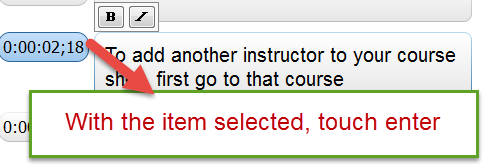 B I
0:00:02;18
To add another instructor to your course
first go to that course
With the item selected, touch enter